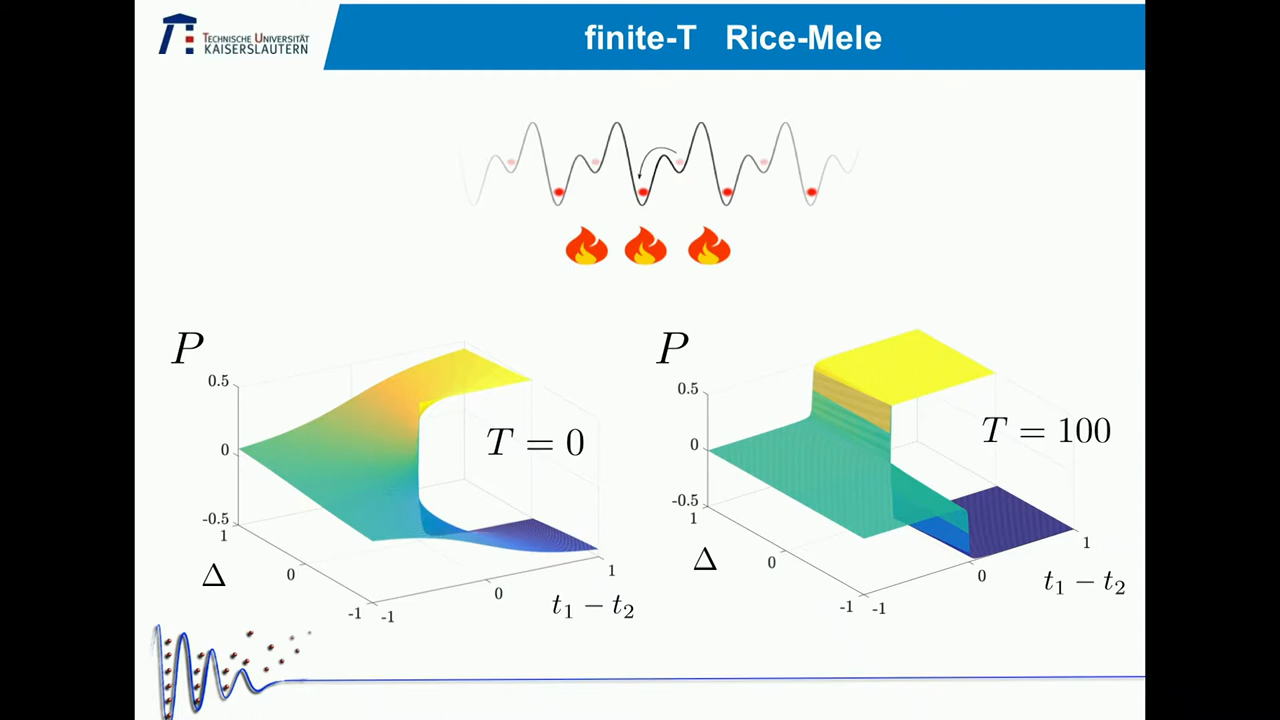 TECHNISCHE UNIVERSITÄT
KAISERSLAUTERN
finite-T Rice-Mele
P
0.5
0
-0.5
1
0
-1
Δ
-1
0
1
t₁ − t₂
T = 0
P
0.5
0
-0.5
1
0
-1
Δ
-1
0
1
t₁ − t₂
T = 100